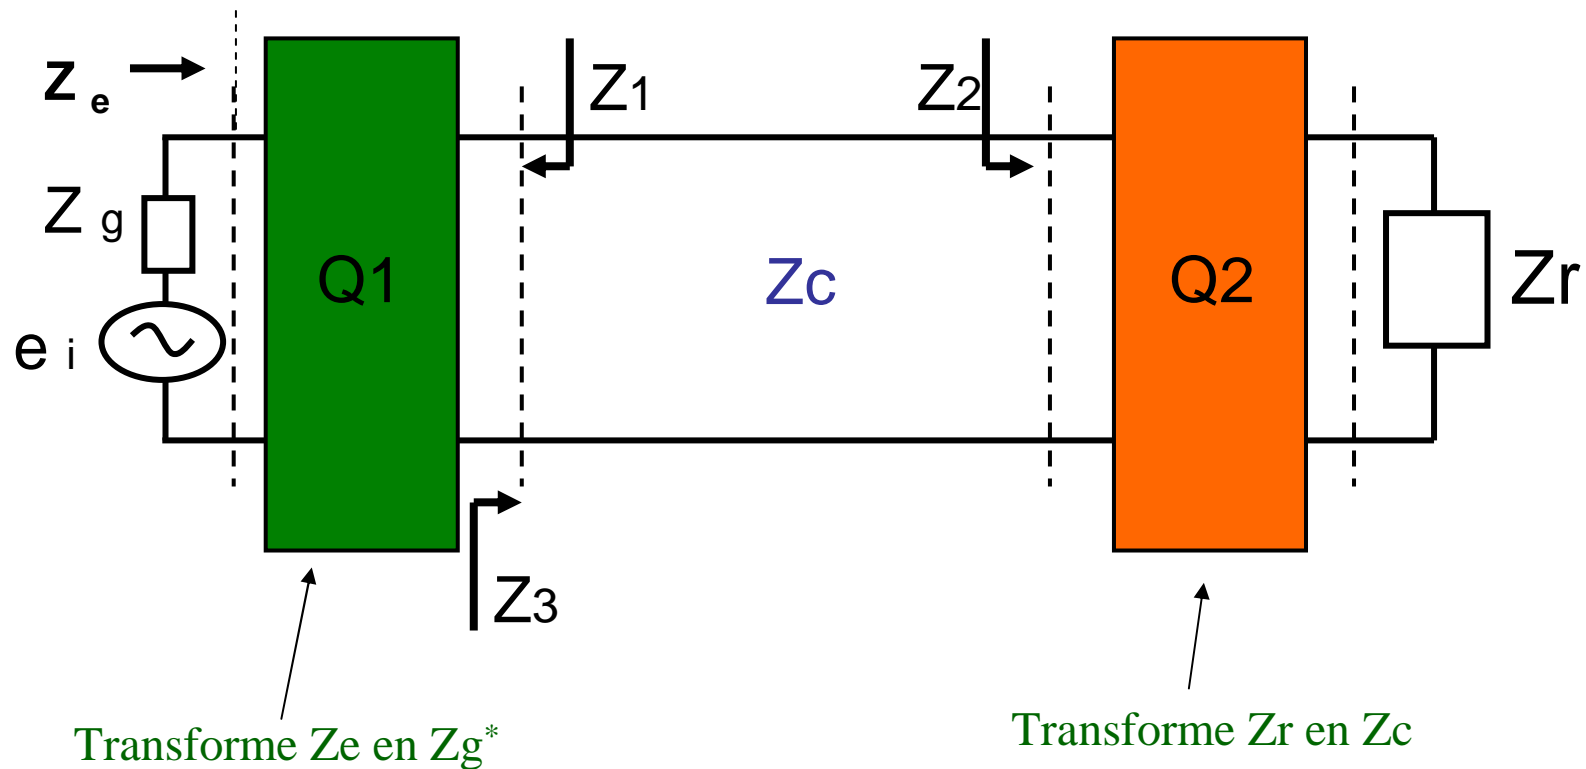 Z e
Z1
Z2
Z g
Q1
Zc
Q2
Zr
e i
Z3
Transforme Ze en Zg*
Transforme Zr en Zc